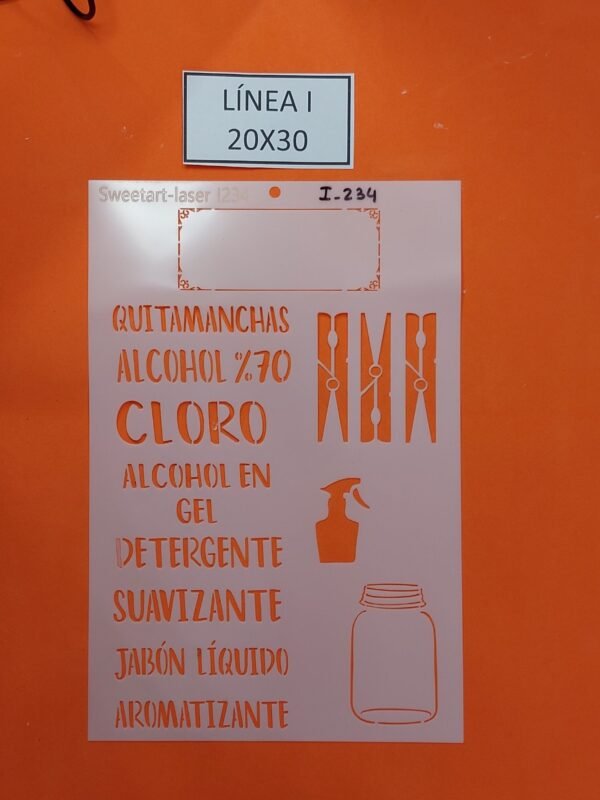 LÍNEA I
20X30
Sweetart-laser I234 I-234
QUITAMANCHAS
ALCOHOL %70
CLORO
ALCOHOL EN
GEL
DETERGENTE
SUAVIZANTE
JABÓN LÍQUIDO
AROMATIZANTE